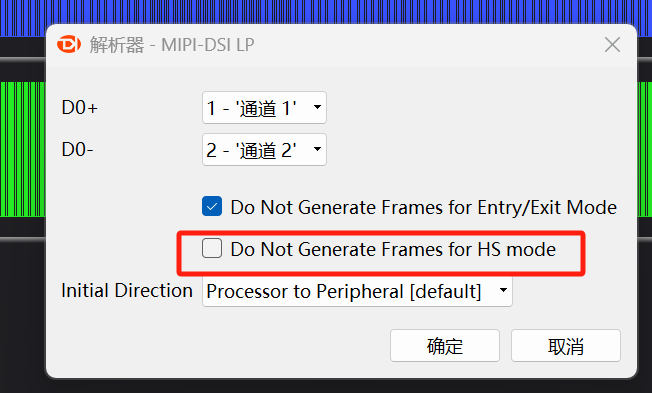 解析器 - MIPI-DSI LP
D0+ 1 - '通道 1'
D0- 2 - '通道 2'
Do Not Generate Frames for Entry/Exit Mode
Do Not Generate Frames for HS mode
Initial Direction Processor to Peripheral [default]
确定 取消